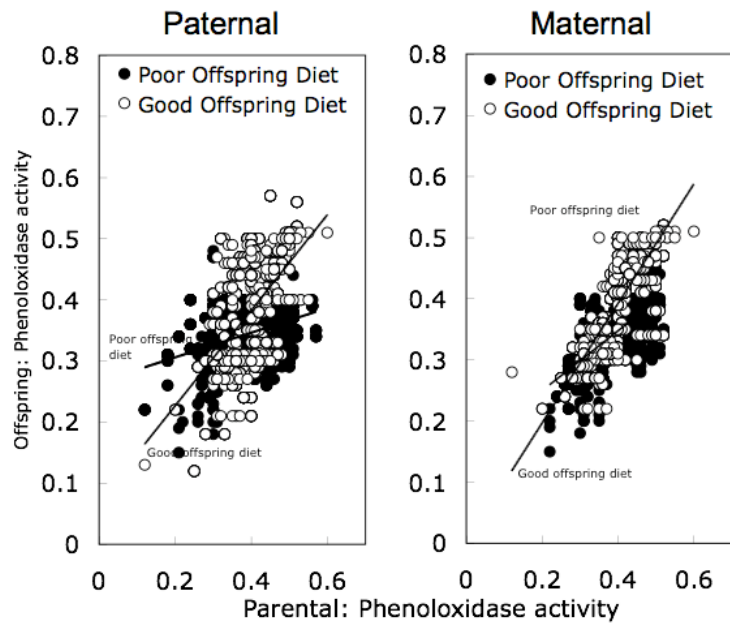 Paternal
Maternal
0.8
0.7
0.6
0.5
0.4
0.3
0.2
0.1
0
Offspring: Phenoloxidase activity
Poor Offspring Diet
Good Offspring Diet
Poor offspring
diet
Good offspring diet
0 0.2 0.4 0.6
0.8
0.7
0.6
0.5
0.4
0.3
0.2
0.1
0
Poor Offspring Diet
Good Offspring Diet
Poor offspring diet
Good offspring diet
0 0.2 0.4 0.6
Parental: Phenoloxidase activity